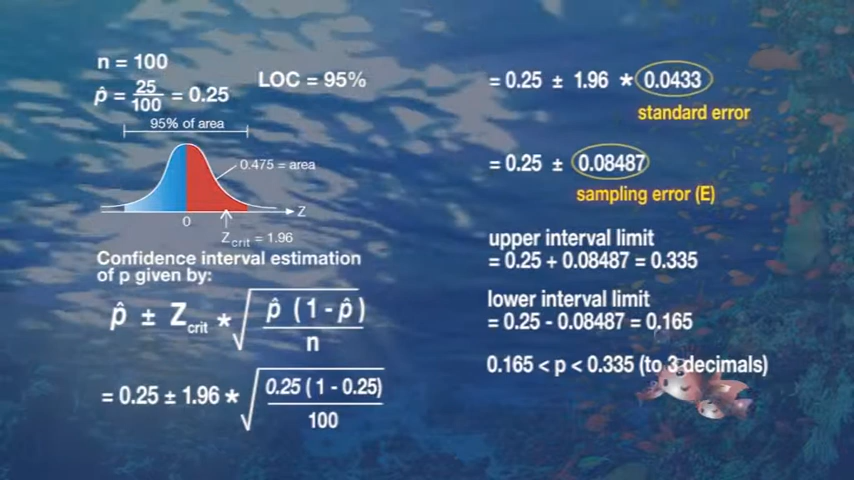 n = 100
p̂ = 25/100 = 0.25
LOC = 95%
95% of area
0.475 = area
Z
0
Zcrit = 1.96
Confidence interval estimation
of p given by:
p̂ ± Zcrit * √(p̂ (1 - p̂)/n)
= 0.25 ± 1.96 * √(0.25 (1 - 0.25)/100)
= 0.25 ± 1.96 * 0.0433
standard error
= 0.25 ± 0.08487
sampling error (E)
upper interval limit
= 0.25 + 0.08487 = 0.335
lower interval limit
= 0.25 - 0.08487 = 0.165
0.165 < p < 0.335 (to 3 decimals)